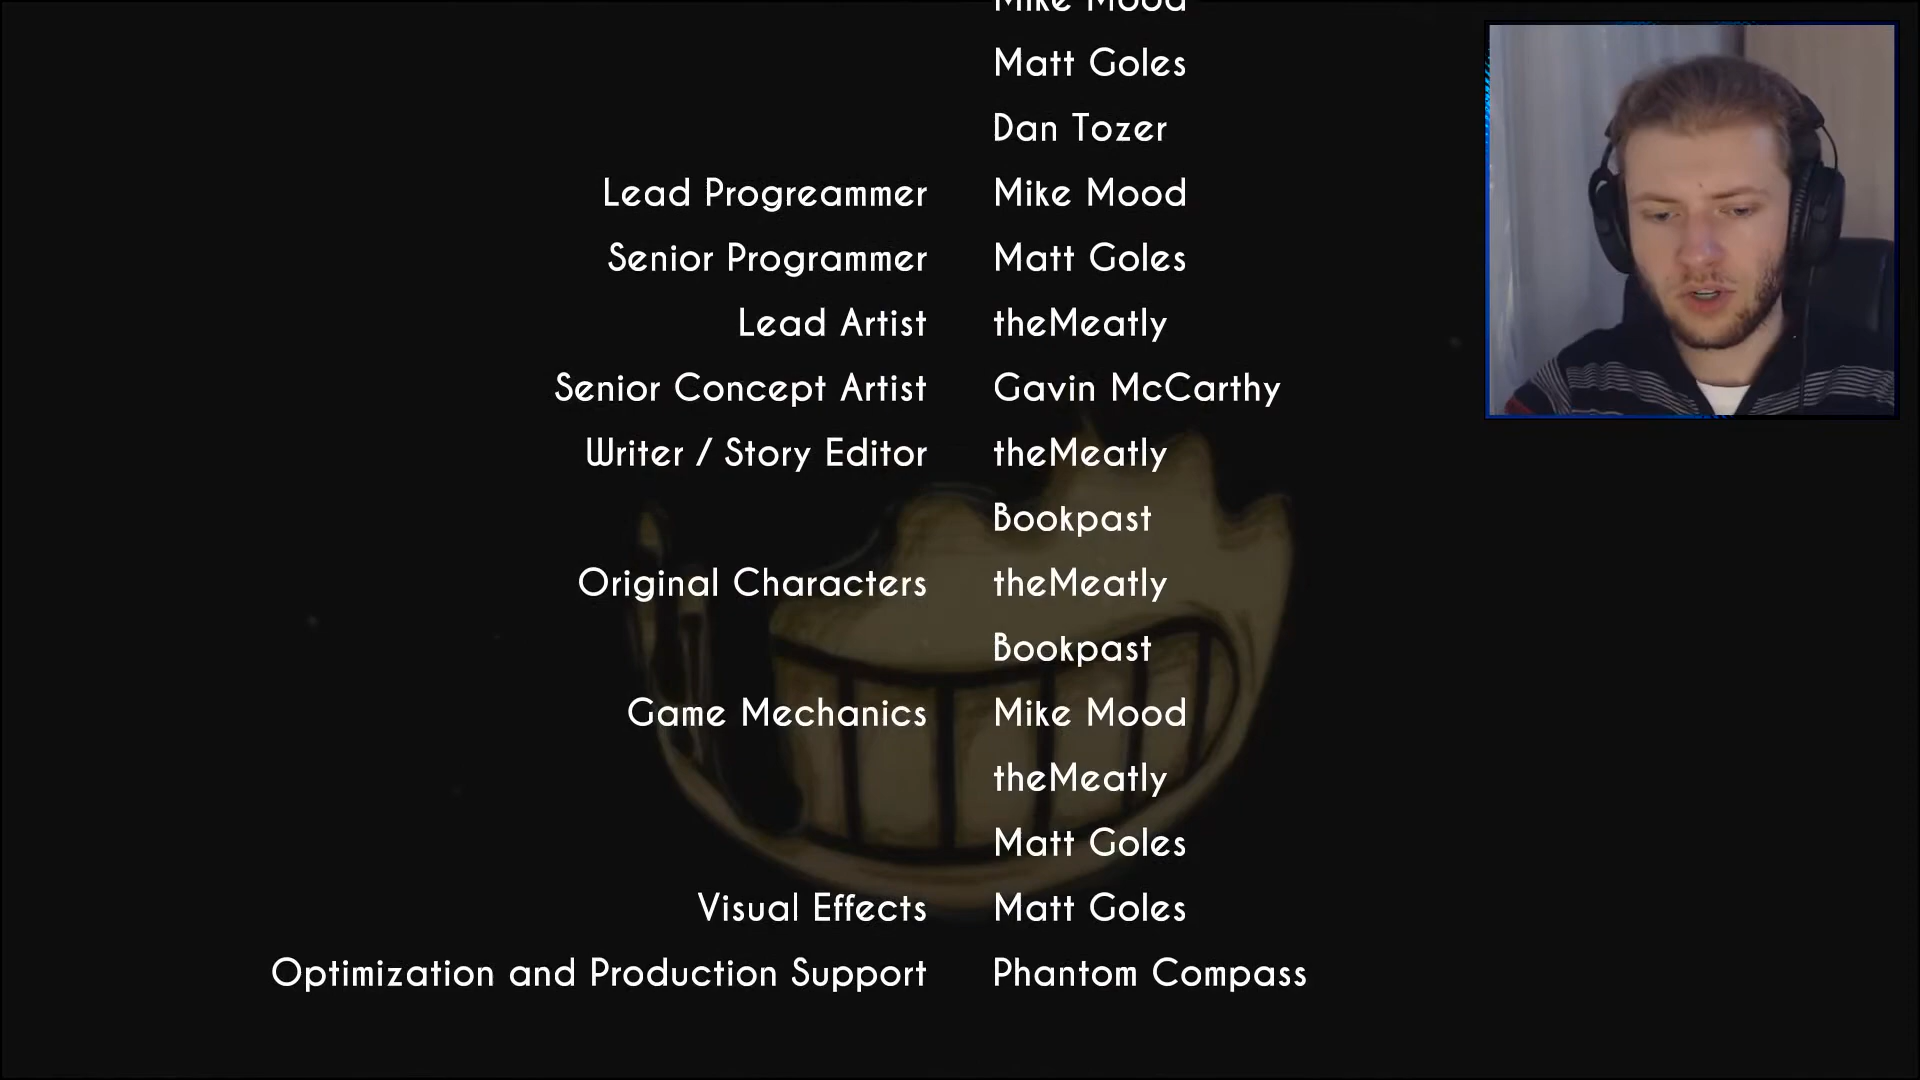 Mike Mood
Matt Goles
Dan Tozer
Lead Progreammer Mike Mood
Senior Programmer Matt Goles
Lead Artist theMeatly
Senior Concept Artist Gavin McCarthy
Writer / Story Editor theMeatly
Bookpast
Original Characters theMeatly
Bookpast
Game Mechanics Mike Mood
theMeatly
Matt Goles
Visual Effects Matt Goles
Optimization and Production Support Phantom Compass